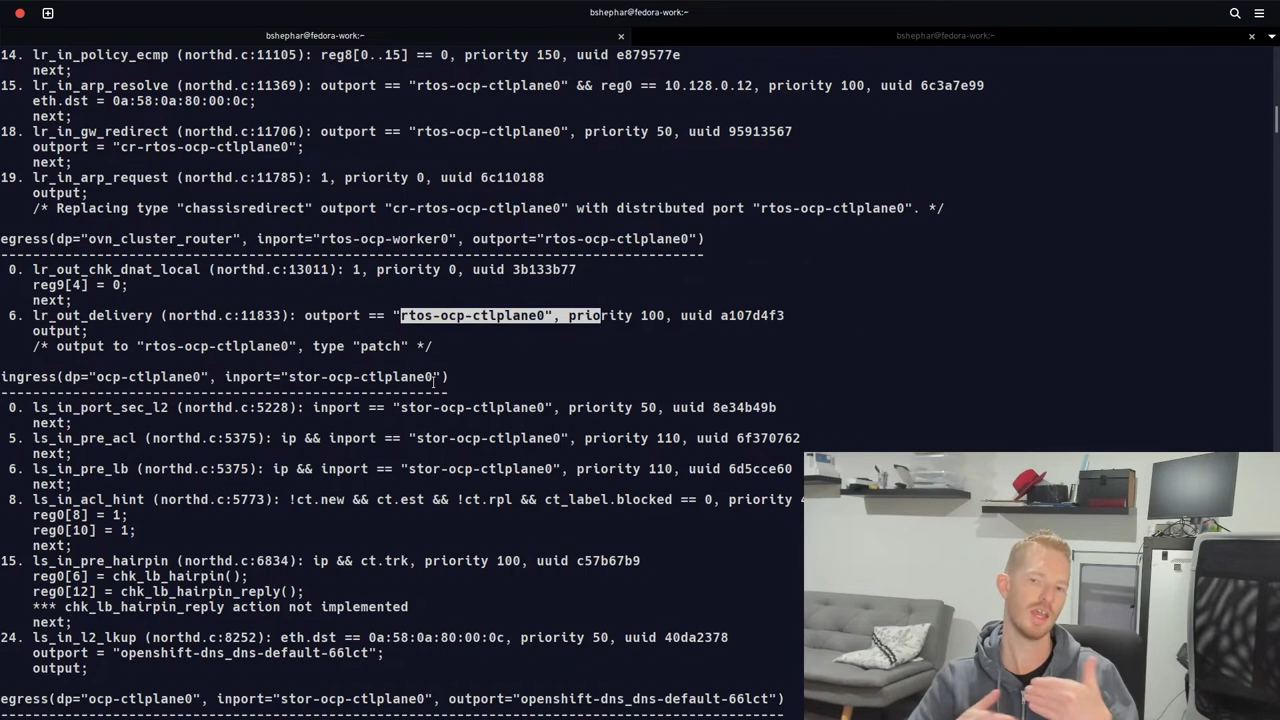 bshephar@fedora-work:~
bshephar@fedora-work:~
bshephar@fedora-work:~
14. lr_in_policy_ecmp (northd.c:11105): reg8[0..15] == 0, priority 150, uuid e879577e
next;
15. lr_in_arp_resolve (northd.c:11369): outport == "rtos-ocp-ctlplane0" && reg0 == 10.128.0.12, priority 100, uuid 6c3a7e99
eth.dst = 0a:58:0a:80:00:0c;
next;
18. lr_in_gw_redirect (northd.c:11706): outport == "rtos-ocp-ctlplane0", priority 50, uuid 95913567
outport = "cr-rtos-ocp-ctlplane0";
next;
19. lr_in_arp_request (northd.c:11785): 1, priority 0, uuid 6c110188
output;
/* Replacing type "chassisredirect" outport "cr-rtos-ocp-ctlplane0" with distributed port "rtos-ocp-ctlplane0". */
egress(dp="ovn_cluster_router", inport="rtos-ocp-worker0", outport="rtos-ocp-ctlplane0")
----------------------------------------------------------------------------------------
0. lr_out_chk_dnat_local (northd.c:13011): 1, priority 0, uuid 3b133b77
reg9[4] = 0;
next;
6. lr_out_delivery (northd.c:11833): outport == "rtos-ocp-ctlplane0", priority 100, uuid a107d4f3
output;
/* output to "rtos-ocp-ctlplane0", type "patch" */
ingress(dp="ocp-ctlplane0", inport="stor-ocp-ctlplane0")
--------------------------------------------------------
0. ls_in_port_sec_l2 (northd.c:5228): inport == "stor-ocp-ctlplane0", priority 50, uuid 8e34b49b
next;
5. ls_in_pre_acl (northd.c:5375): ip && inport == "stor-ocp-ctlplane0", priority 110, uuid 6f370762
next;
6. ls_in_pre_lb (northd.c:5375): ip && inport == "stor-ocp-ctlplane0", priority 110, uuid 6d5cce60
next;
8. ls_in_acl_hint (northd.c:5773): !ct.new && ct.est && !ct.rpl && ct_label.blocked == 0, priority
reg0[8] = 1;
reg0[10] = 1;
next;
15. ls_in_pre_hairpin (northd.c:6834): ip && ct.trk, priority 100, uuid c57b67b9
reg0[6] = chk_lb_hairpin();
reg0[12] = chk_lb_hairpin_reply();
*** chk_lb_hairpin_reply action not implemented
next;
24. ls_in_l2_lkup (northd.c:8252): eth.dst == 0a:58:0a:80:00:0c, priority 50, uuid 40da2378
outport = "openshift-dns_dns-default-66lct";
output;
egress(dp="ocp-ctlplane0", inport="stor-ocp-ctlplane0", outport="openshift-dns_dns-default-66lct")
--------------------------------------------------------------------------------------------------